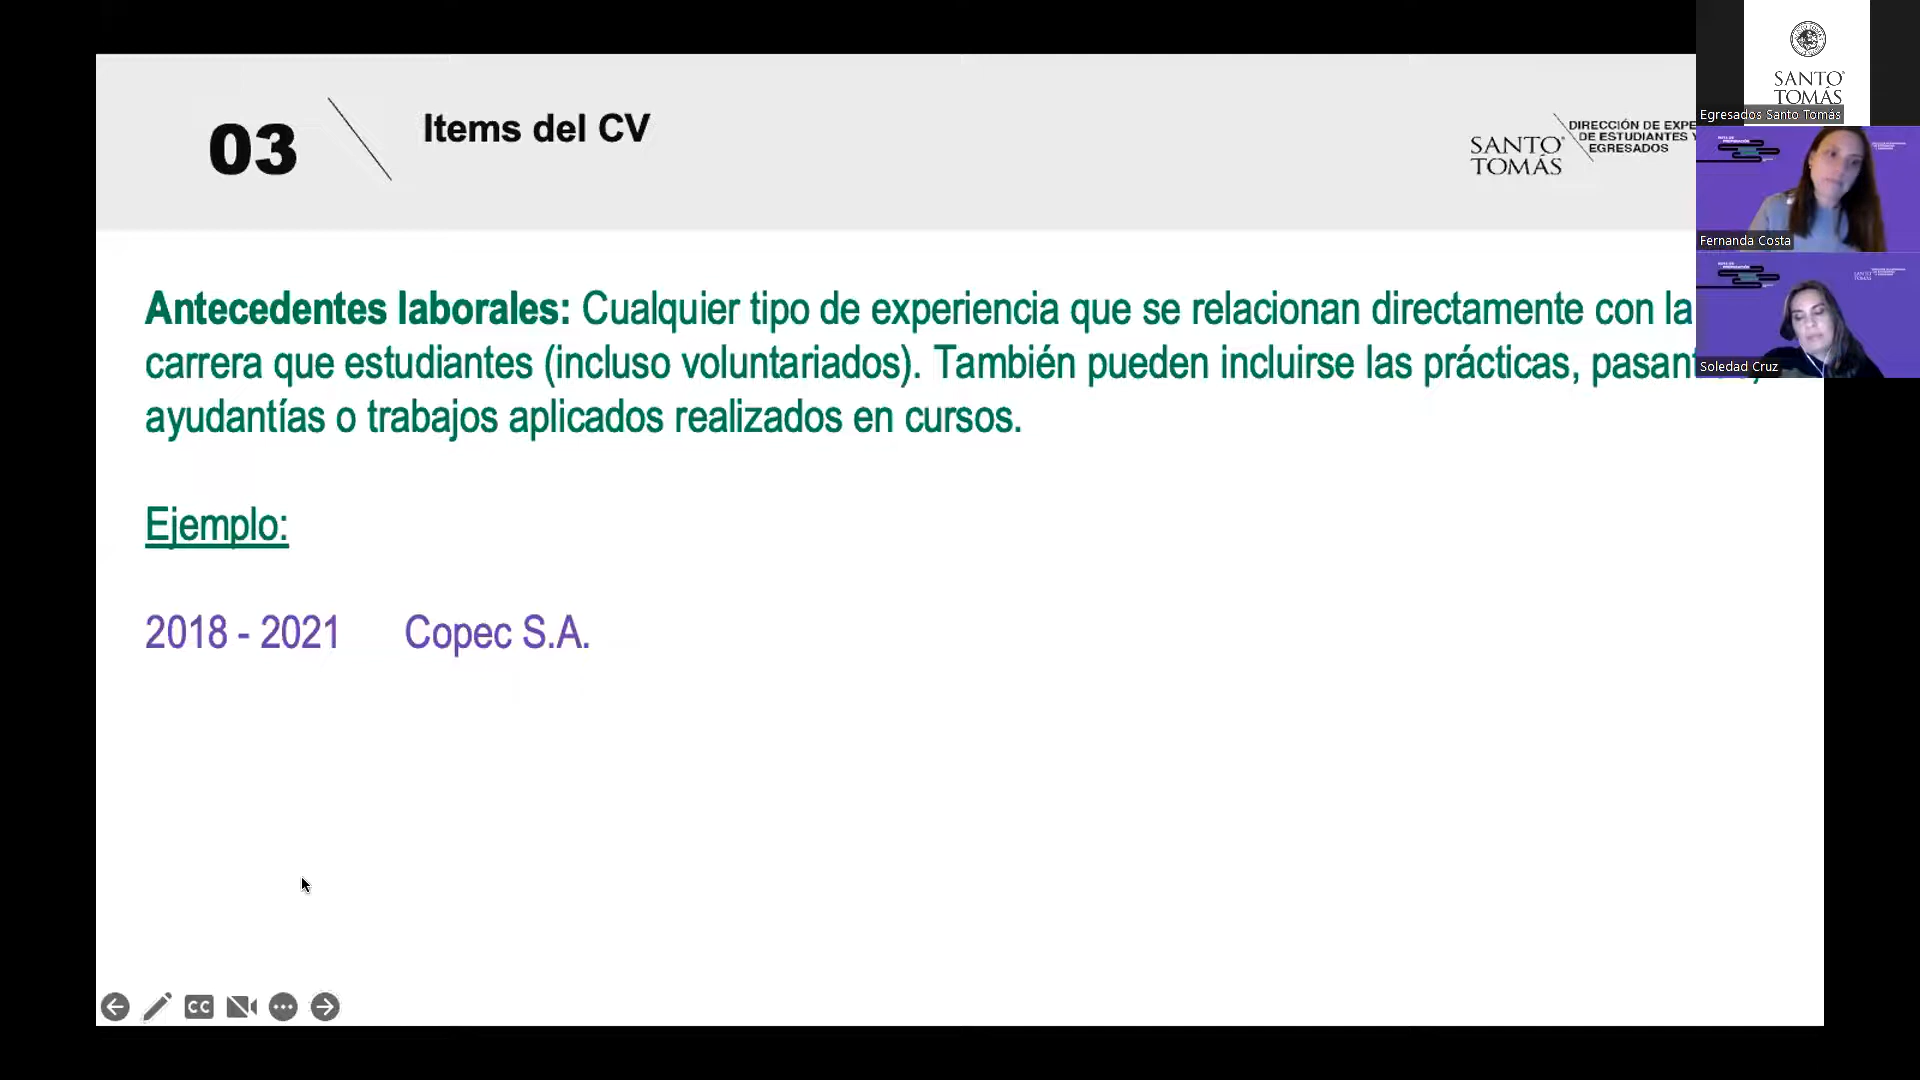 03
Items del CV
SANTO
TOMÁS
DIRECCIÓN DE EXPE
DE ESTUDIANTES Y
EGRESADOS
SANTO
TOMÁS
Egresados Santo Tomás
Fernanda Costa
Soledad Cruz
Antecedentes laborales: Cualquier tipo de experiencia que se relacionan directamente con la
carrera que estudiantes (incluso voluntariados). También pueden incluirse las prácticas,
ayudantías o trabajos aplicados realizados en cursos.
Ejemplo:
2018 - 2021 Copec S.A.
CC